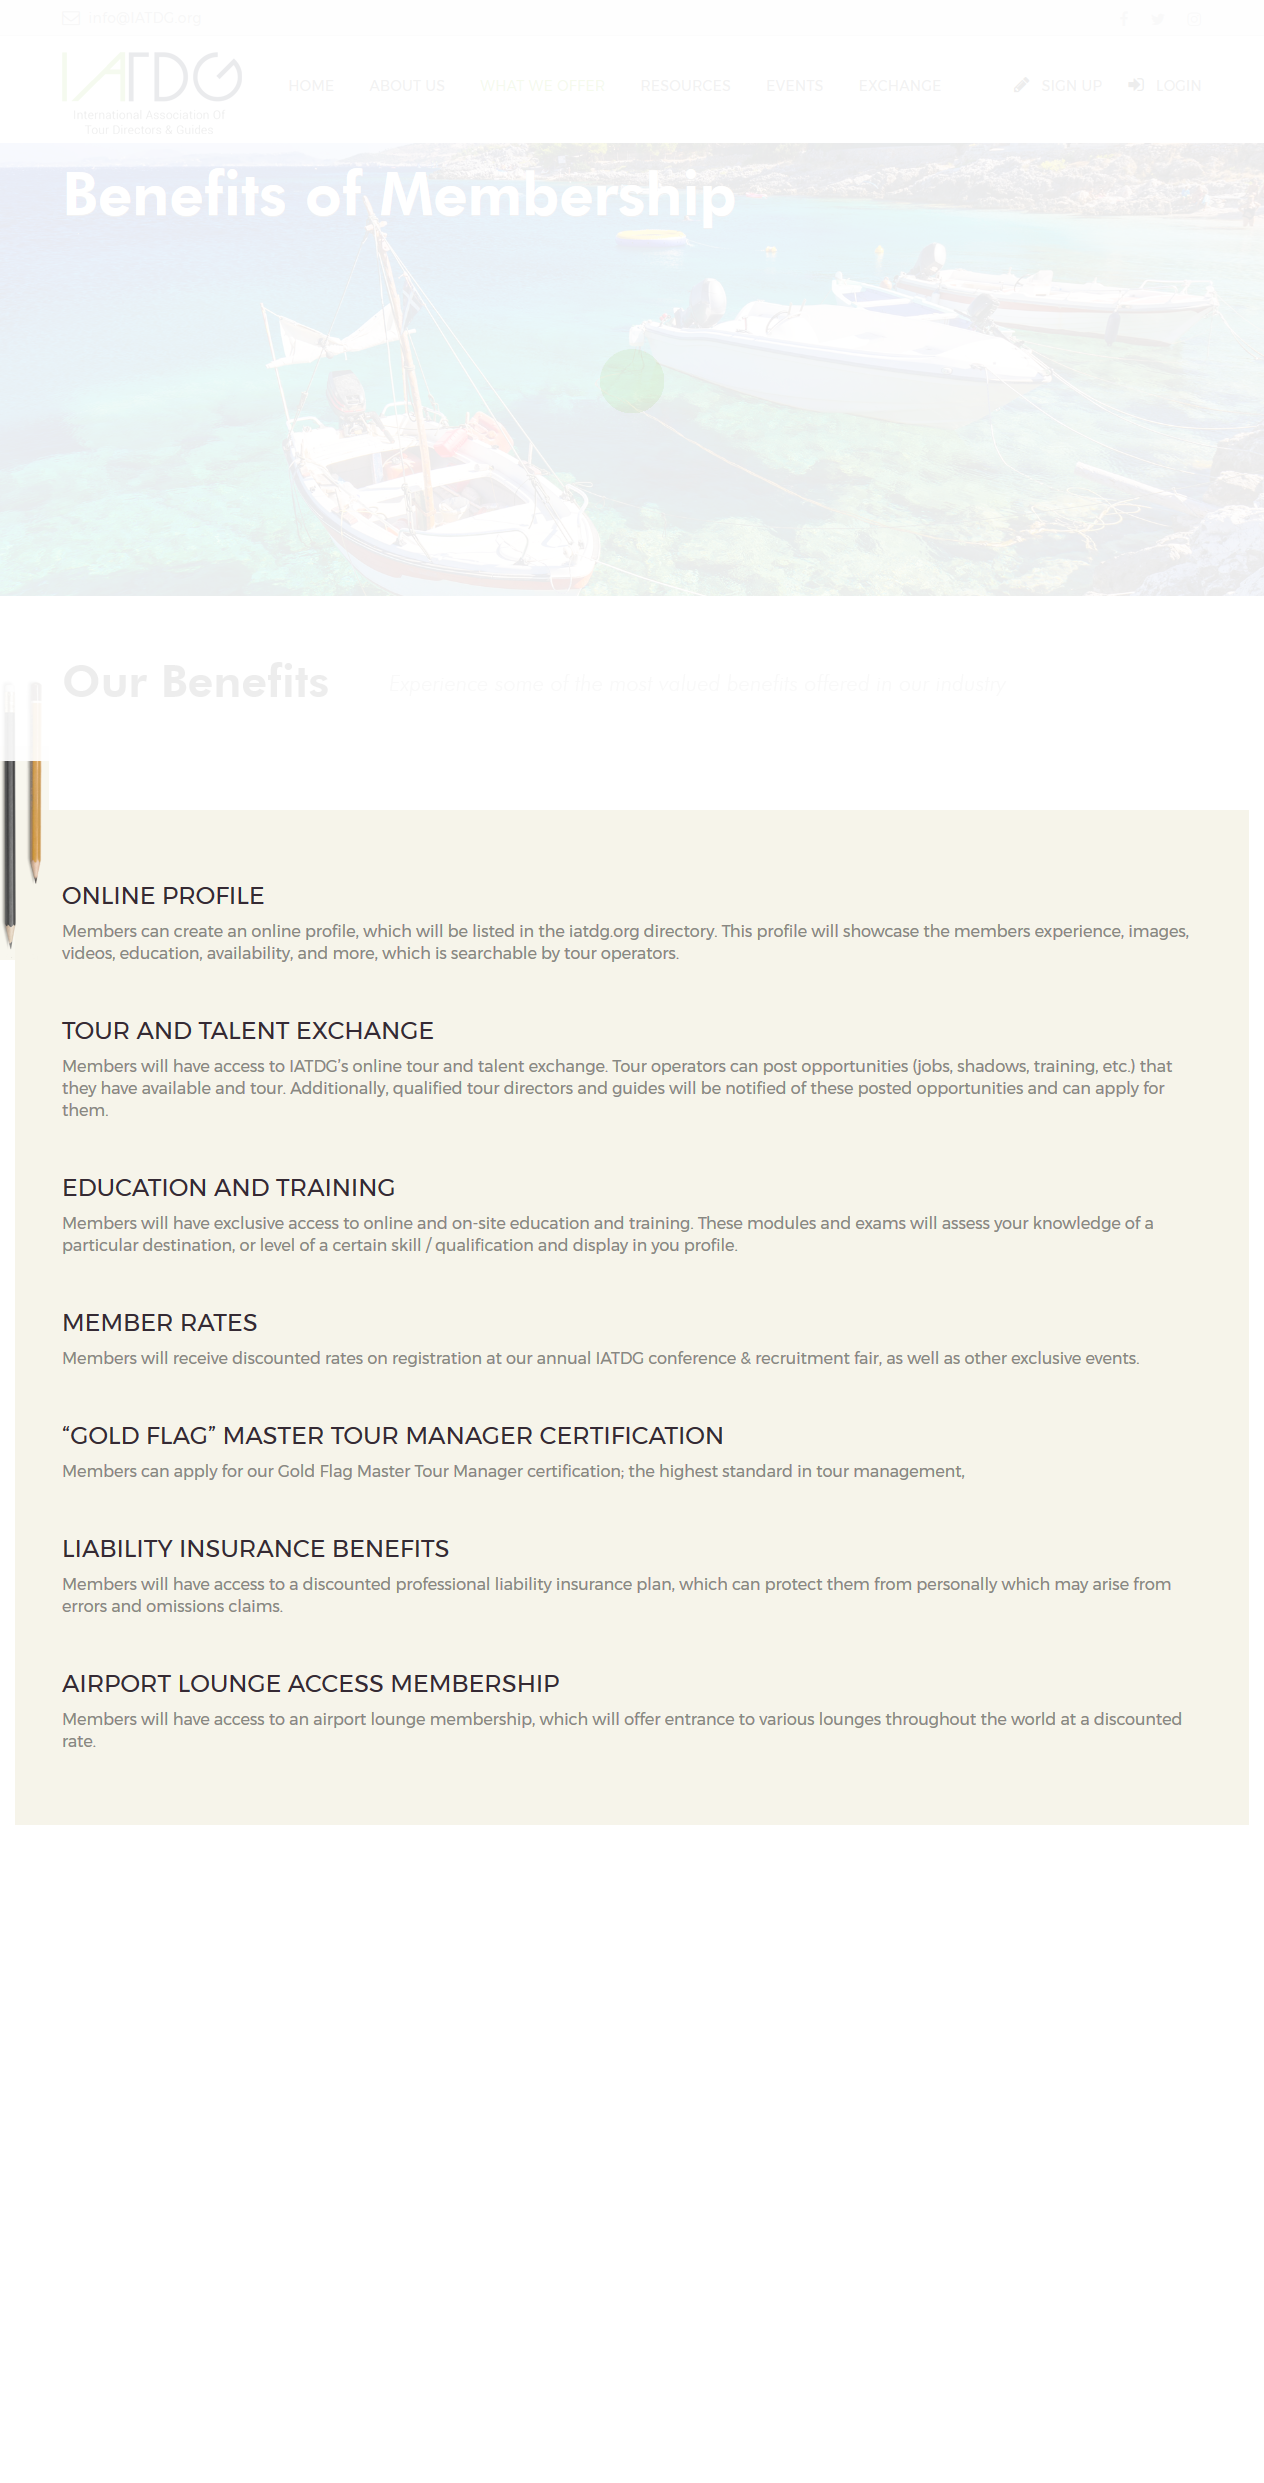 info@IATDG.org
IATDG
International Association Of
Tour Directors & Guides
HOME ABOUT US WHAT WE OFFER RESOURCES EVENTS EXCHANGE SIGN UP LOGIN
Benefits of Membership
Our Benefits
Experience some of the most valued benefits offered in our industry
ONLINE PROFILE
Members can create an online profile, which will be listed in the iatdg.org directory. This profile will showcase the members experience, images,
videos, education, availability, and more, which is searchable by tour operators.
TOUR AND TALENT EXCHANGE
Members will have access to IATDG’s online tour and talent exchange. Tour operators can post opportunities (jobs, shadows, training, etc.) that
they have available and tour. Additionally, qualified tour directors and guides will be notified of these posted opportunities and can apply for
them.
EDUCATION AND TRAINING
Members will have exclusive access to online and on-site education and training. These modules and exams will assess your knowledge of a
particular destination, or level of a certain skill / qualification and display in you profile.
MEMBER RATES
Members will receive discounted rates on registration at our annual IATDG conference & recruitment fair, as well as other exclusive events.
“GOLD FLAG” MASTER TOUR MANAGER CERTIFICATION
Members can apply for our Gold Flag Master Tour Manager certification; the highest standard in tour management,
LIABILITY INSURANCE BENEFITS
Members will have access to a discounted professional liability insurance plan, which can protect them from personally which may arise from
errors and omissions claims.
AIRPORT LOUNGE ACCESS MEMBERSHIP
Members will have access to an airport lounge membership, which will offer entrance to various lounges throughout the world at a discounted
rate.